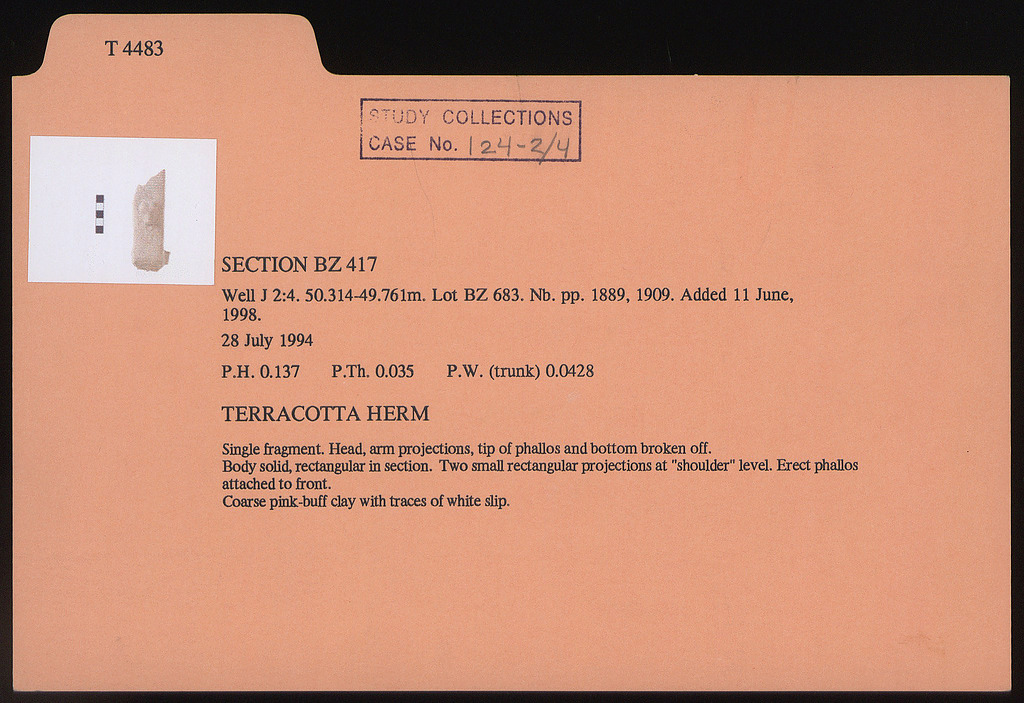 T 4483
STUDY COLLECTIONS
CASE No. 124-2/4
SECTION BZ 417
Well J 2:4. 50.314-49.761m. Lot BZ 683. Nb. pp. 1889, 1909. Added 11 June,
1998.
28 July 1994
P.H. 0.137 P.Th. 0.035 P.W. (trunk) 0.0428
TERRACOTTA HERM
Single fragment. Head, arm projections, tip of phallos and bottom broken off.
Body solid, rectangular in section. Two small rectangular projections at "shoulder" level. Erect phallos
attached to front.
Coarse pink-buff clay with traces of white slip.